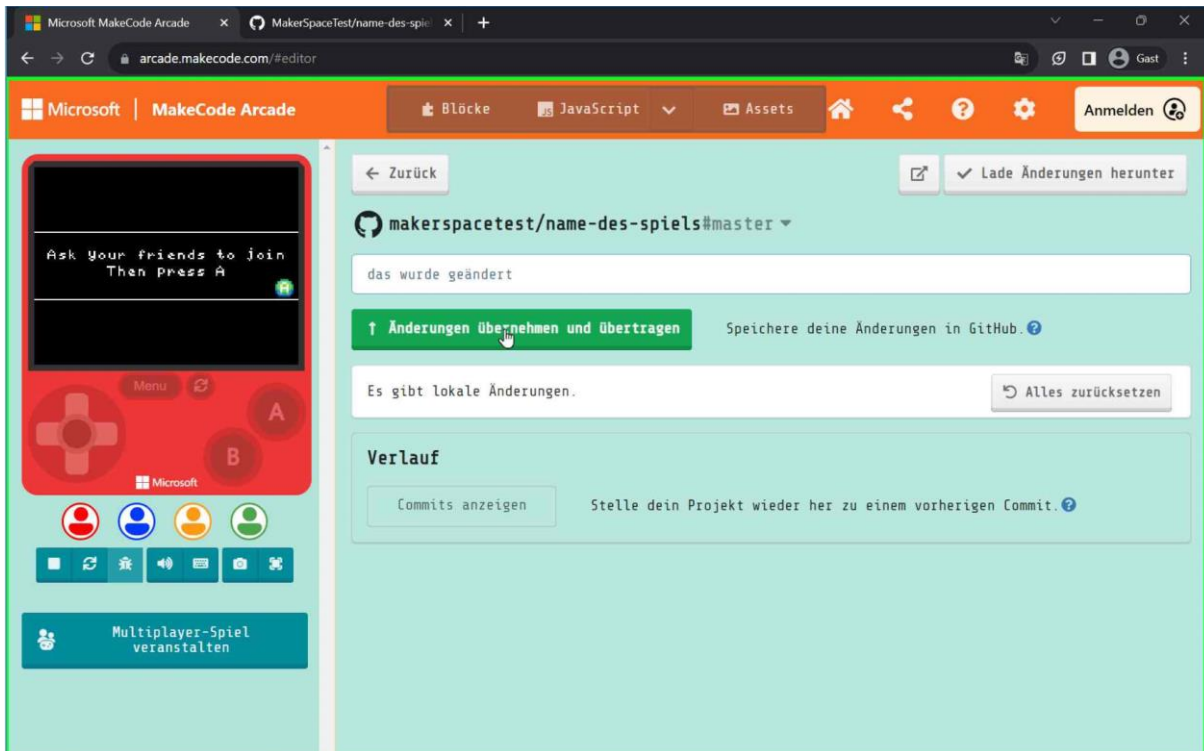 Microsoft MakeCode Arcade
MakerSpaceTest/name-des-spiel
arcade.makecode.com/#editor
Gast
Microsoft | MakeCode Arcade
Blöcke
JS JavaScript
Assets
Anmelden
Zurück
Lade Änderungen herunter
makerspacetest/name-des-spiels#master
das wurde geändert
Änderungen übernehmen und übertragen
Speichere deine Änderungen in GitHub.
Es gibt lokale Änderungen.
Alles zurücksetzen
Verlauf
Commits anzeigen
Stelle dein Projekt wieder her zu einem vorherigen Commit.
Ask your friends to join
Then press A
A
Menu
A
B
Microsoft
Multiplayer-Spiel
veranstalten